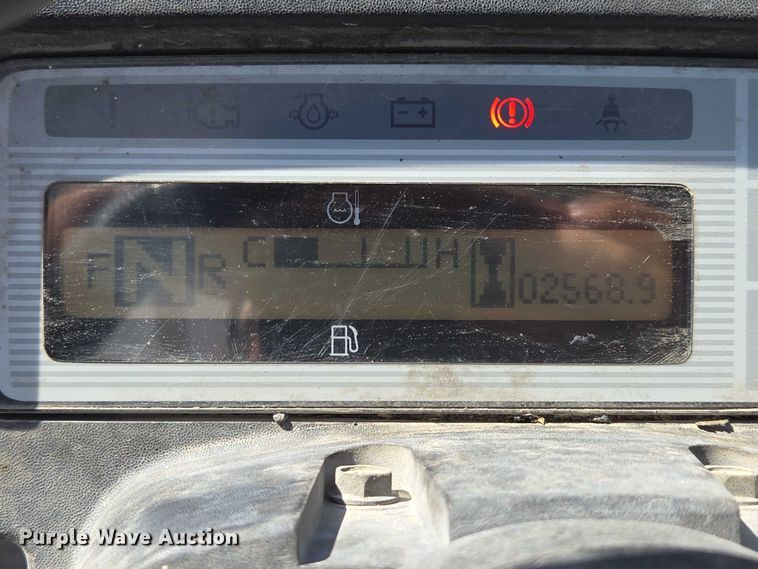 F N R C H 02568.9
Purple Wave Auction